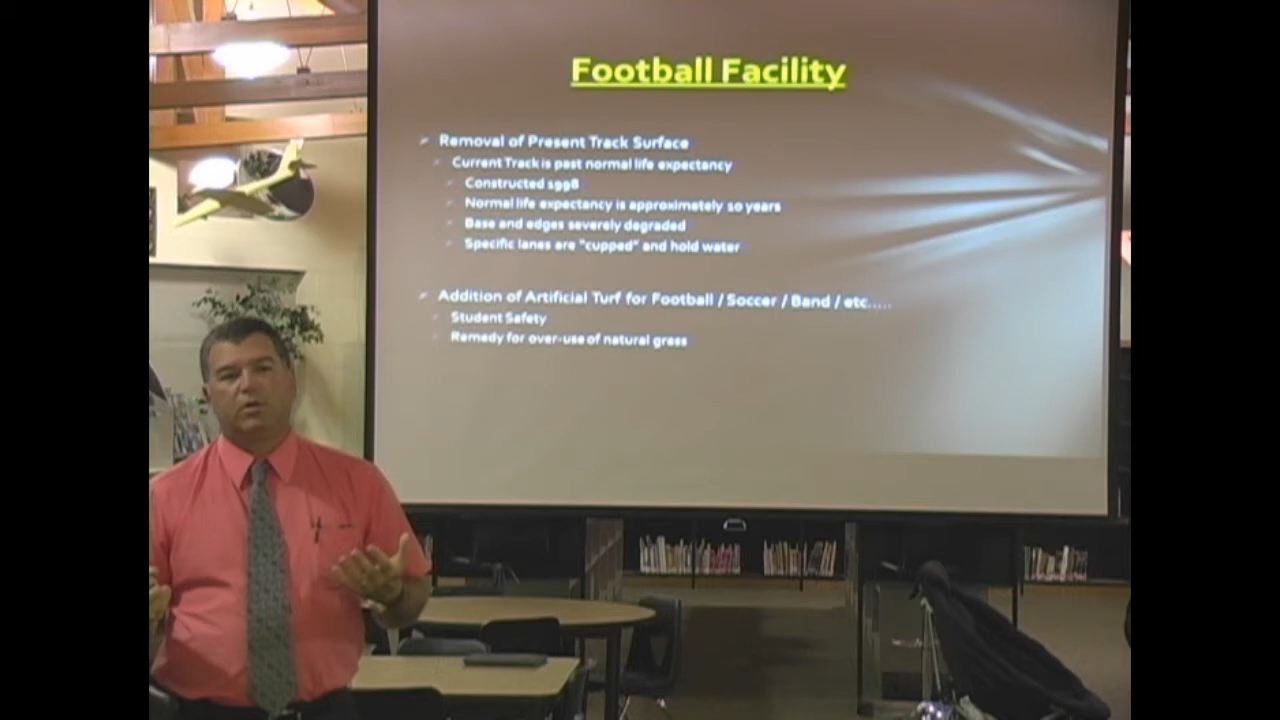 Football Facility
Removal of Present Track Surface
Current Track is past normal life expectancy
Constructed 1998
Normal life expectancy is approximately 10 years
Base and edges severely degraded
Specific lanes are "cupped" and hold water
Addition of Artificial Turf for Football / Soccer / Band / etc.....
Student Safety
Remedy for over-use of natural grass